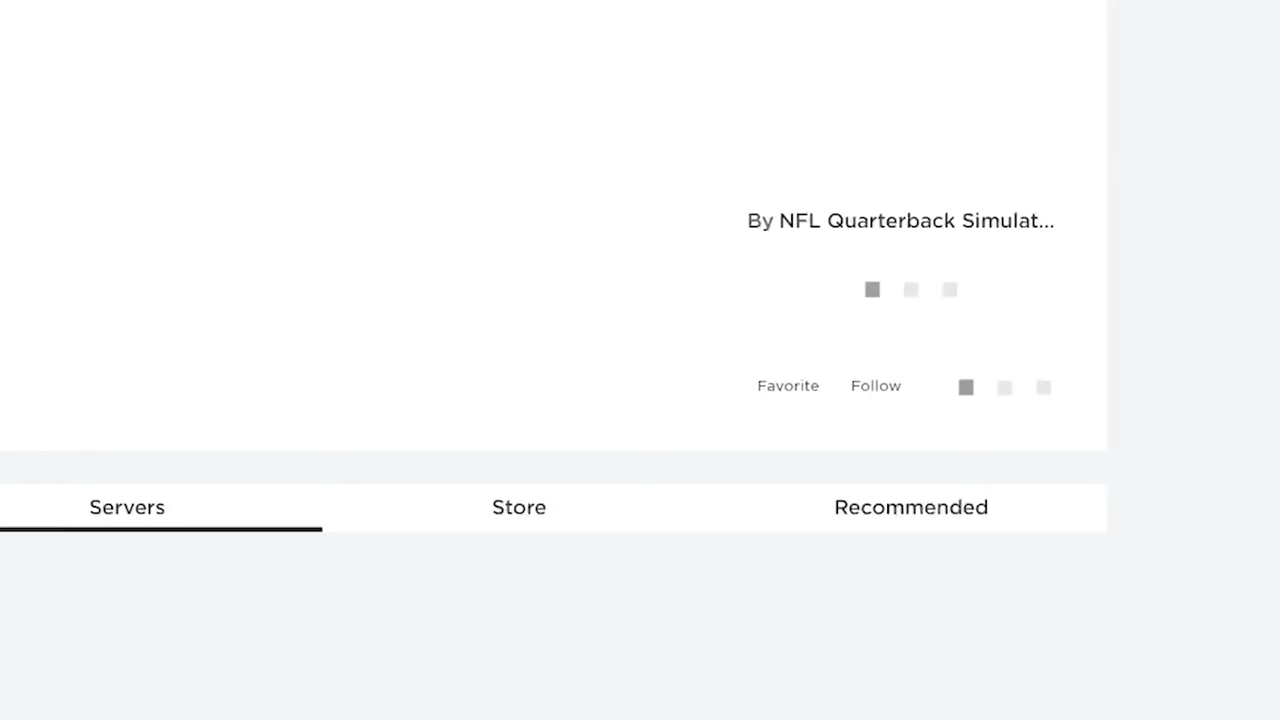 By NFL Quarterback Simulat...
Favorite Follow
Servers Store Recommended